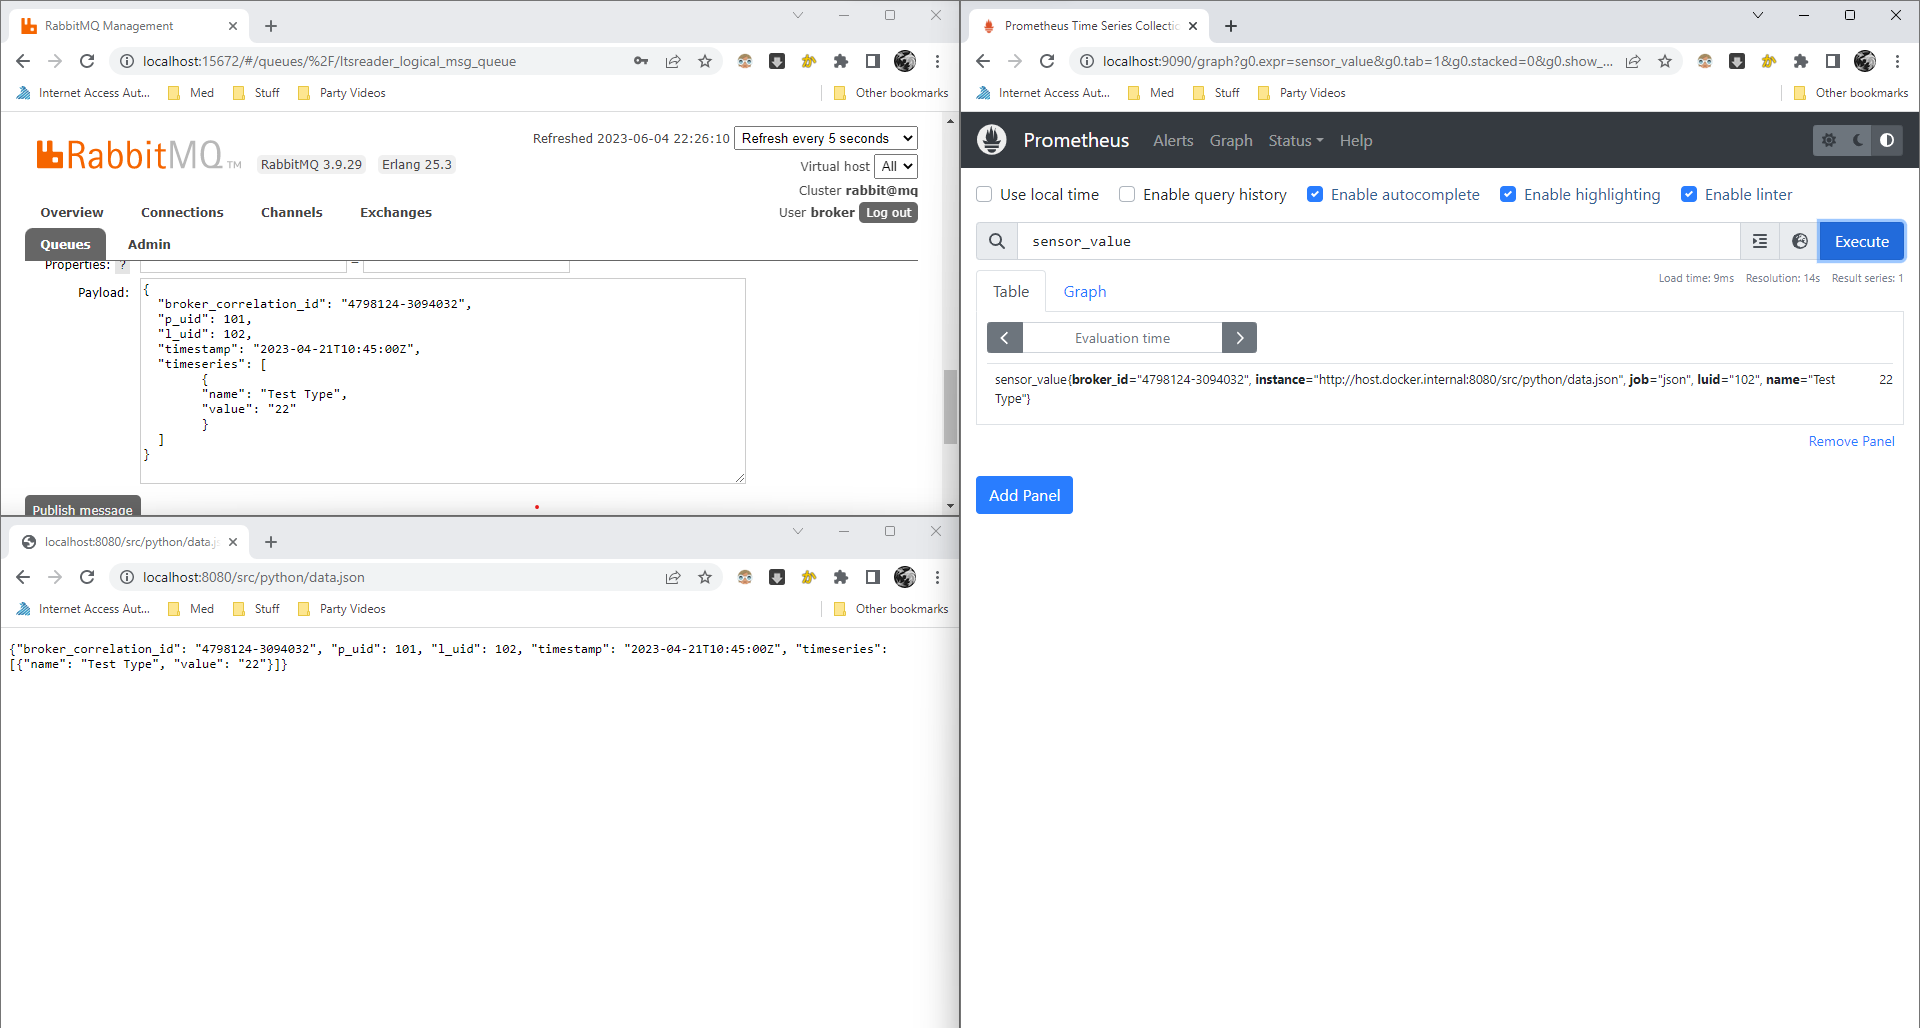 RabbitMQ Management
localhost:15672/#/queues/%2F/ltsreader_logical_msg_queue
Internet Access Aut... Med Stuff Party Videos Other bookmarks
RabbitMQ TM RabbitMQ 3.9.29 Erlang 25.3
Refreshed 2023-06-04 22:26:10 Refresh every 5 seconds
Virtual host All
Cluster rabbit@mq
User broker Log out
Overview Connections Channels Exchanges
Queues Admin
Properties: ? =
Payload:
{
"broker_correlation_id": "4798124-3094032",
"p_uid": 101,
"l_uid": 102,
"timestamp": "2023-04-21T10:45:00Z",
"timeseries": [
{
"name": "Test Type",
"value": "22"
}
]
}
Publish message
localhost:8080/src/python/data.js
localhost:8080/src/python/data.json
Internet Access Aut... Med Stuff Party Videos Other bookmarks
{"broker_correlation_id": "4798124-3094032", "p_uid": 101, "l_uid": 102, "timestamp": "2023-04-21T10:45:00Z", "timeseries":
[{"name": "Test Type", "value": "22"}]}
Prometheus Time Series Collectio
localhost:9090/graph?g0.expr=sensor_value&g0.tab=1&g0.stacked=0&g0.show_...
Internet Access Aut... Med Stuff Party Videos Other bookmarks
Prometheus Alerts Graph Status Help
Use local time Enable query history Enable autocomplete Enable highlighting Enable linter
sensor_value Execute
Load time: 9ms Resolution: 14s Result series: 1
Table Graph
Evaluation time
sensor_value{broker_id="4798124-3094032", instance="http://host.docker.internal:8080/src/python/data.json", job="json", luid="102", name="Test 22
Type"}
Remove Panel
Add Panel